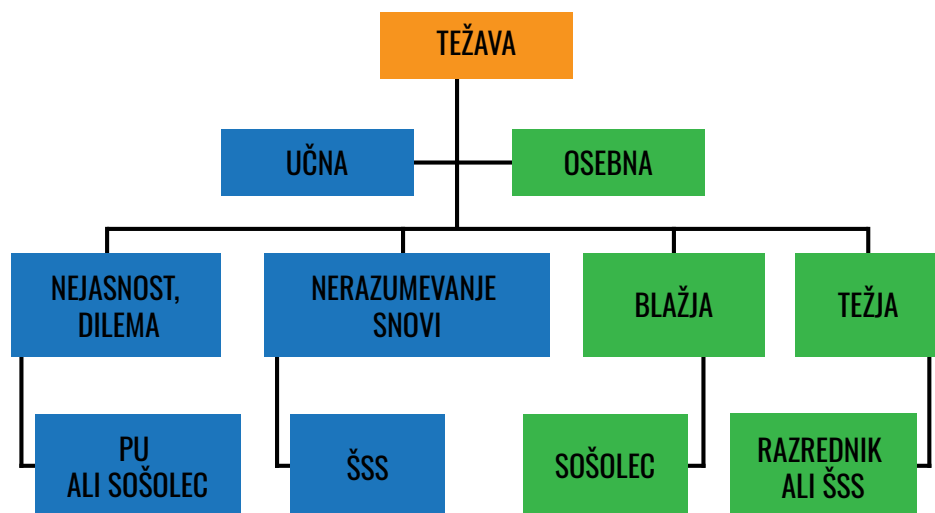 TEŽAVA
UČNA
OSEBNA
NEJASNOST,
DILEMA
NERAZUMEVANJE
SNOVI
BLAŽJA
TEŽJA
PU
ALI SOŠOLEC
ŠSS
SOŠOLEC
RAZREDNIK
ALI ŠSS